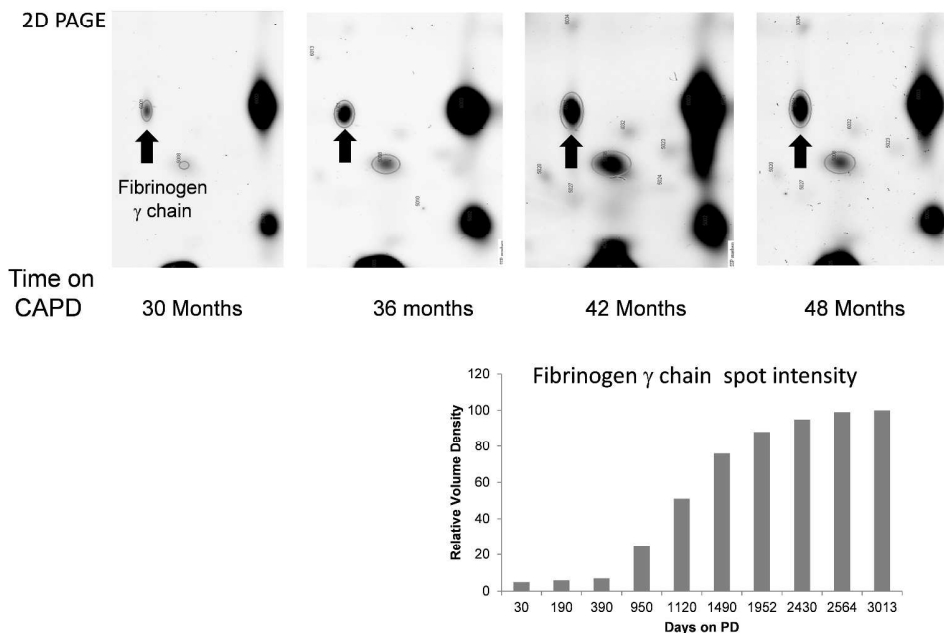 2D PAGE
Fibrinogen
γ chain
Time on
CAPD
30 Months
36 months
42 Months
48 Months
Fibrinogen γ chain spot intensity
Relative Volume Density
120
100
80
60
40
20
0
30 190 390 950 1120 1490 1952 2430 2564 3013
Days on PD